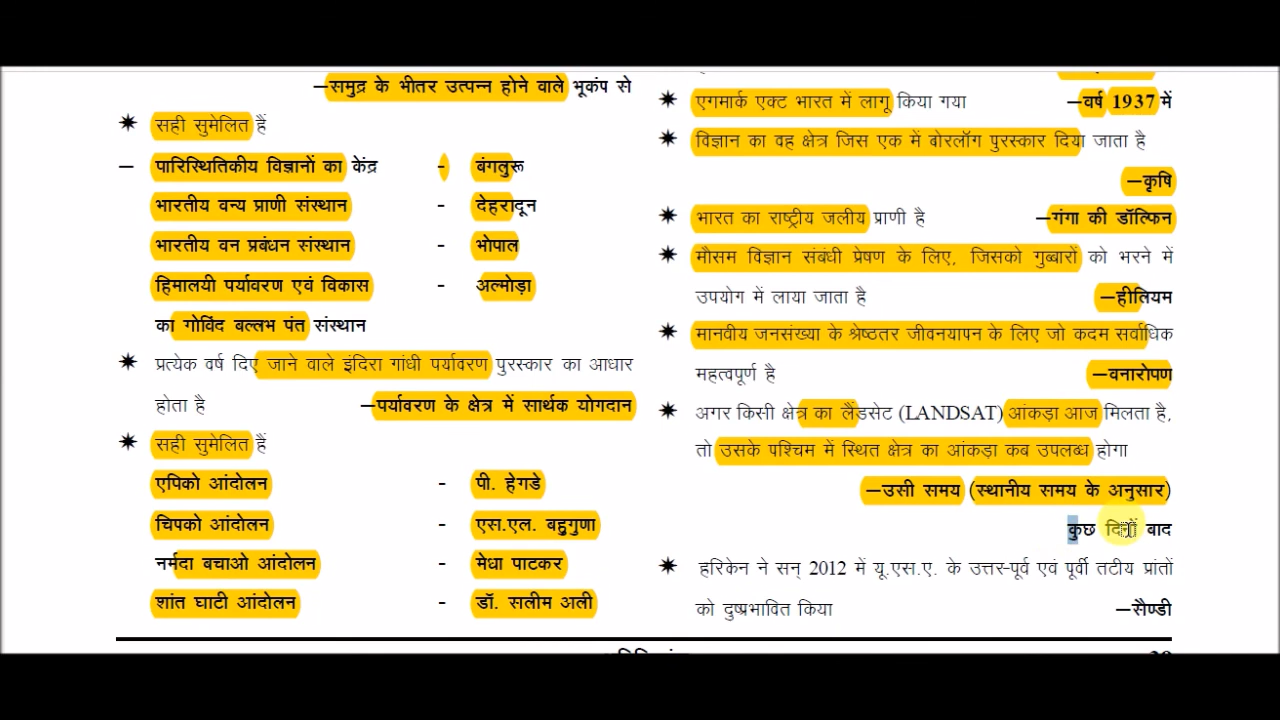 —समुद्र के भीतर उत्पन्न होने वाले भूकंप से
✷ सही सुमेलित हैं
— पारिस्थितिकीय विज्ञानों का केंद्र - बंगलुरू
भारतीय वन्य प्राणी संस्थान - देहरादून
भारतीय वन प्रबंधन संस्थान - भोपाल
हिमालयी पर्यावरण एवं विकास - अल्मोड़ा
का गोविंद बल्लभ पंत संस्थान
✷ प्रत्येक वर्ष दिए जाने वाले इंदिरा गांधी पर्यावरण पुरस्कार का आधार
होता है —पर्यावरण के क्षेत्र में सार्थक योगदान
✷ सही सुमेलित हैं
एपिको आंदोलन - पी. हेगडे
चिपको आंदोलन - एस.एल. बहुगुणा
नर्मदा बचाओ आंदोलन - मेधा पाटकर
शांत घाटी आंदोलन - डॉ. सलीम अली
✷ एगमार्क एक्ट भारत में लागू किया गया —वर्ष 1937 में
✷ विज्ञान का वह क्षेत्र जिस एक में बोरलॉग पुरस्कार दिया जाता है
—कृषि
✷ भारत का राष्ट्रीय जलीय प्राणी है —गंगा की डॉल्फिन
✷ मौसम विज्ञान संबंधी प्रेषण के लिए, जिसको गुब्बारों को भरने में
उपयोग में लाया जाता है —हीलियम
✷ मानवीय जनसंख्या के श्रेष्ठतर जीवनयापन के लिए जो कदम सर्वाधिक
महत्वपूर्ण है —वनारोपण
✷ अगर किसी क्षेत्र का लैंडसेट (LANDSAT) आंकड़ा आज मिलता है,
तो उसके पश्चिम में स्थित क्षेत्र का आंकड़ा कब उपलब्ध होगा
—उसी समय (स्थानीय समय के अनुसार)
कुछ दिनों बाद
✷ हरिकेन ने सन् 2012 में यू.एस.ए. के उत्तर-पूर्व एवं पूर्वी तटीय प्रांतों
को दुष्प्रभावित किया —सैण्डी